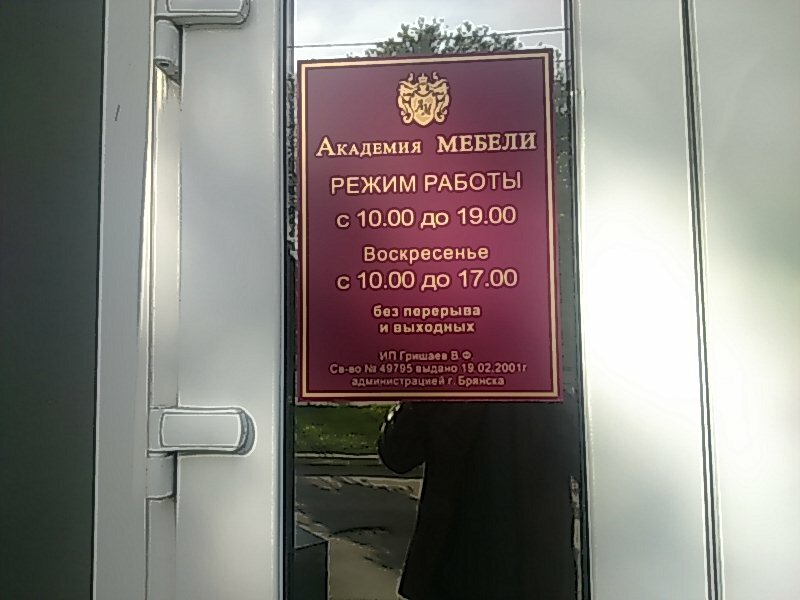 АМ
Академия МЕБЕЛИ
РЕЖИМ РАБОТЫ
с 10.00 до 19.00
Воскресенье
с 10.00 до 17.00
без перерыва
и выходных
ИП Гришаев В.Ф.
Св-во № 49795 выдано 19.02.2001г
администрацией г. Брянска